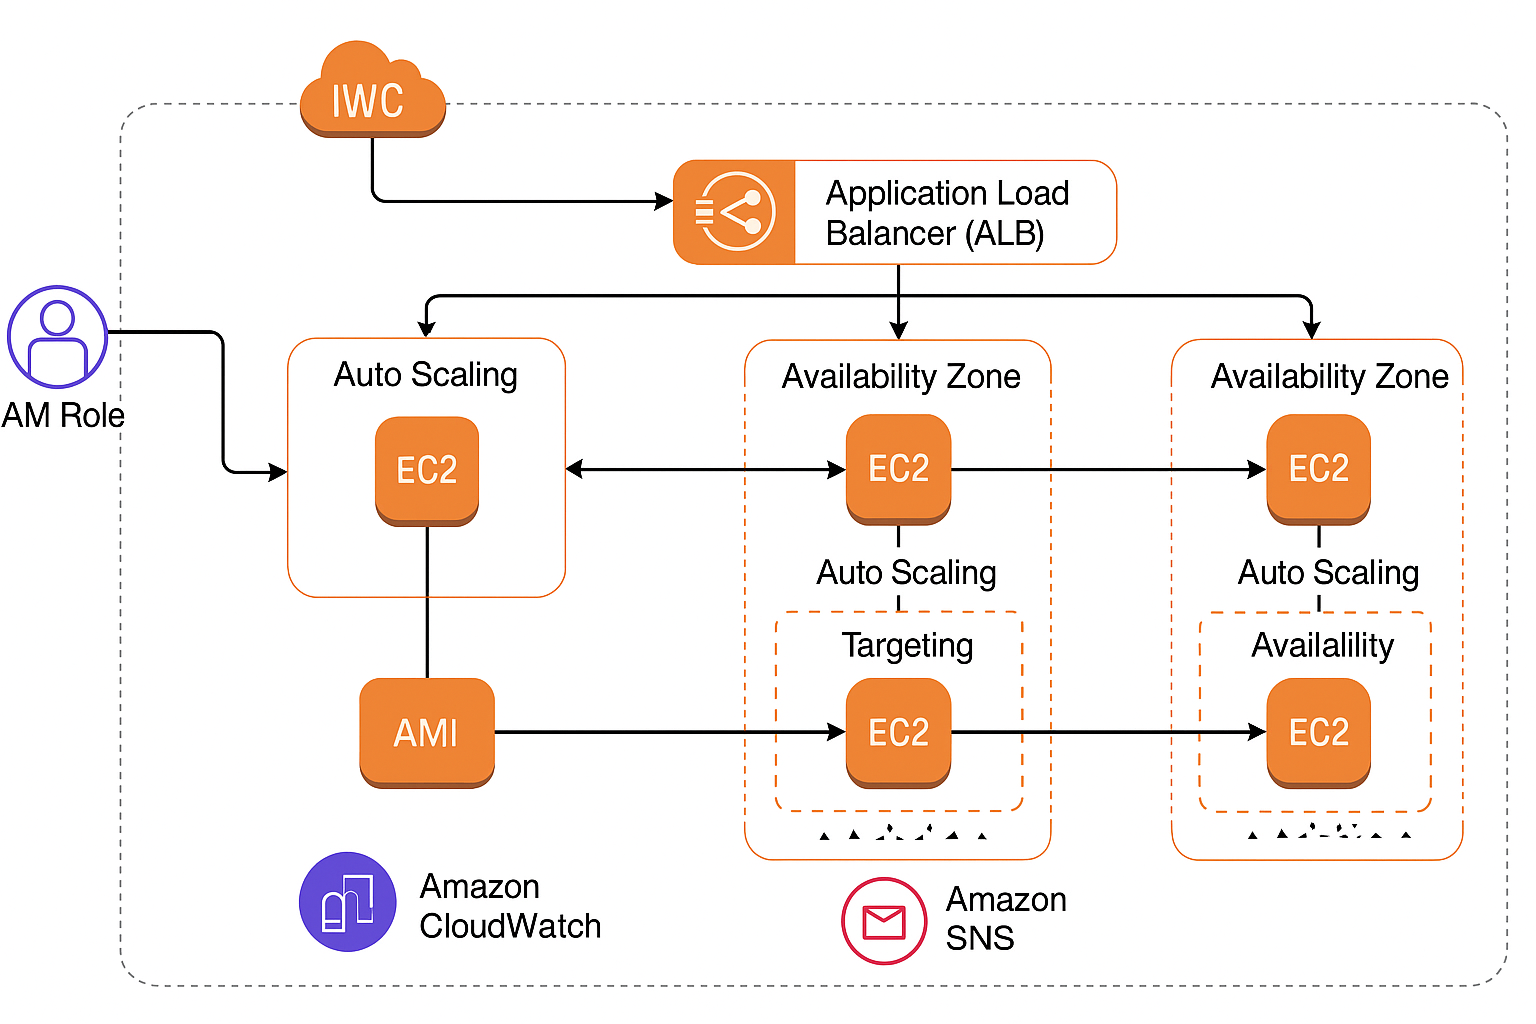 IWC
Application Load
Balancer (ALB)
AM Role
Auto Scaling
EC2
Availability Zone
EC2
Auto Scaling
Targeting
EC2
Availability Zone
EC2
Auto Scaling
Availalility
EC2
AMI
Amazon
CloudWatch
Amazon
SNS